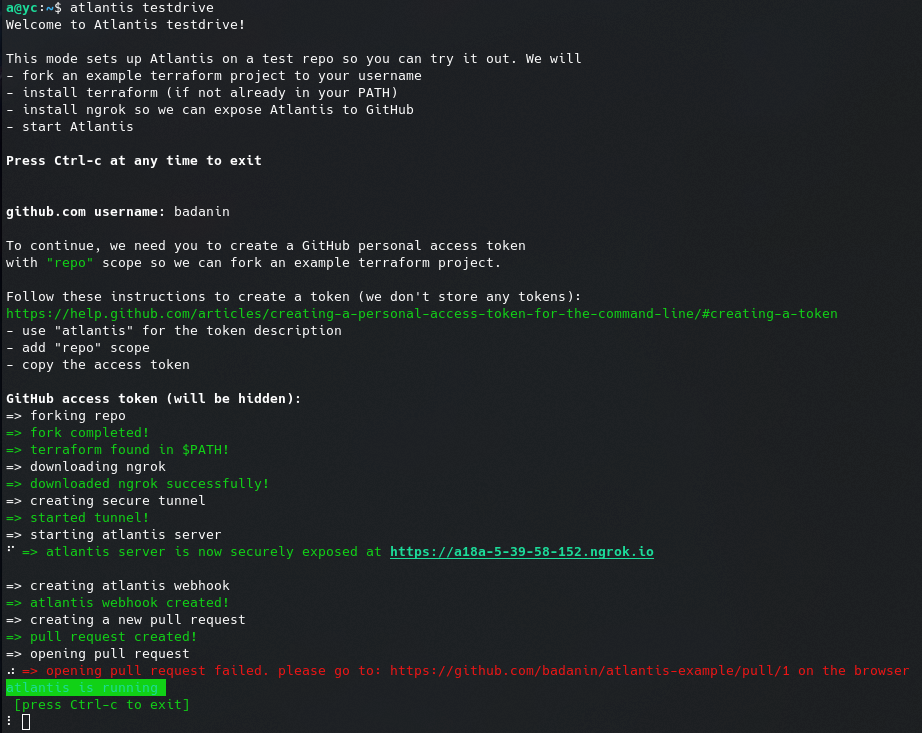 a@yc:~$ atlantis testdrive
Welcome to Atlantis testdrive!
This mode sets up Atlantis on a test repo so you can try it out. We will
- fork an example terraform project to your username
- install terraform (if not already in your PATH)
- install ngrok so we can expose Atlantis to GitHub
- start Atlantis
Press Ctrl-c at any time to exit
github.com username: badanin
To continue, we need you to create a GitHub personal access token
with "repo" scope so we can fork an example terraform project.
Follow these instructions to create a token (we don't store any tokens):
https://help.github.com/articles/creating-a-personal-access-token-for-the-command-line/#creating-a-token
- use "atlantis" for the token description
- add "repo" scope
- copy the access token
GitHub access token (will be hidden):
=> forking repo
=> fork completed!
=> terraform found in $PATH!
=> downloading ngrok
=> downloaded ngrok successfully!
=> creating secure tunnel
=> started tunnel!
=> starting atlantis server
=> atlantis server is now securely exposed at https://a18a-5-39-58-152.ngrok.io
=> creating atlantis webhook
=> atlantis webhook created!
=> creating a new pull request
=> pull request created!
=> opening pull request
=> opening pull request failed. please go to: https://github.com/badanin/atlantis-example/pull/1 on the browser
atlantis is running
[press Ctrl-c to exit]